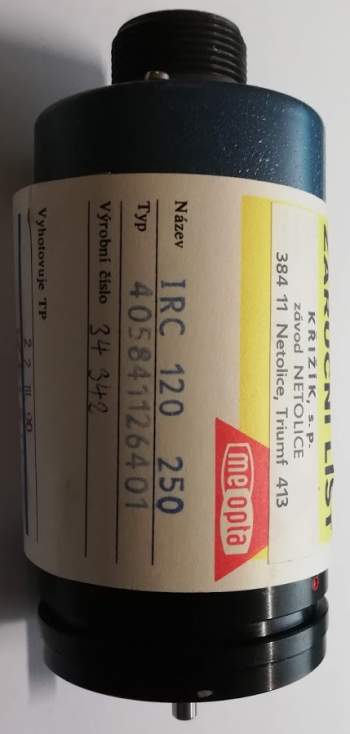 ZÁRUČNÍ LIST
KŘIŽÍK, s. p.
závod NETOLICE
384 11 Netolice, Triumf 413
meopta
Název IRC 120 250
Typ 405841126401
Výrobní číslo 34 342
Vyhotovuje TP